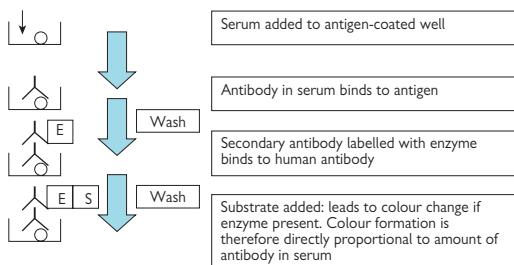 Serum added to antigen-coated well
Antibody in serum binds to antigen
Wash
E
Secondary antibody labelled with enzyme
binds to human antibody
E S
Wash
Substrate added: leads to colour change if
enzyme present. Colour formation is
therefore directly proportional to amount of
antibody in serum